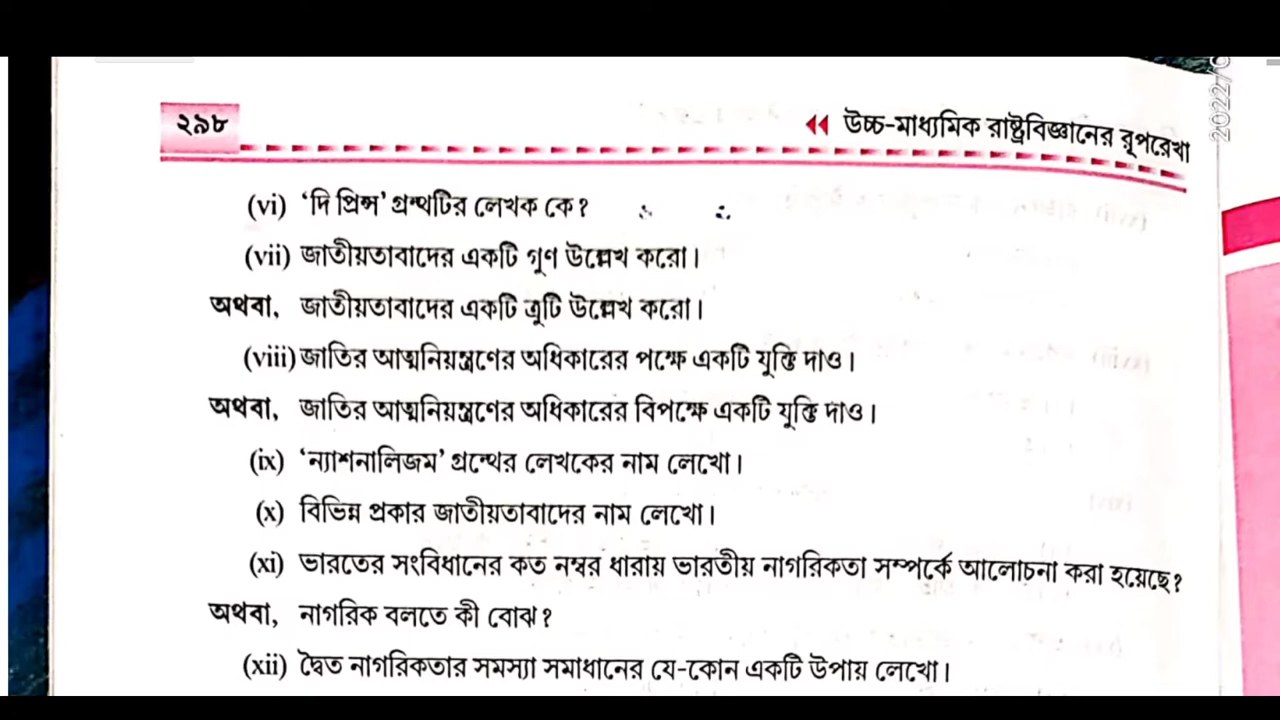 ২৯৮
উচ্চ-মাধ্যমিক রাষ্ট্রবিজ্ঞানের রূপরেখা
(vi) ‘দি প্রিন্স’ গ্রন্থটির লেখক কে?
(vii) জাতীয়তাবাদের একটি গুণ উল্লেখ করো।
অথবা, জাতীয়তাবাদের একটি ত্রুটি উল্লেখ করো।
(viii) জাতির আত্মনিয়ন্ত্রণের অধিকারের পক্ষে একটি যুক্তি দাও।
অথবা, জাতির আত্মনিয়ন্ত্রণের অধিকারের বিপক্ষে একটি যুক্তি দাও।
(ix) ‘ন্যাশনালিজম’ গ্রন্থের লেখকের নাম লেখো।
(x) বিভিন্ন প্রকার জাতীয়তাবাদের নাম লেখো।
(xi) ভারতের সংবিধানের কত নম্বর ধারায় ভারতীয় নাগরিকতা সম্পর্কে আলোচনা করা হয়েছে?
অথবা, নাগরিক বলতে কী বোঝ?
(xii) দ্বৈত নাগরিকতার সমস্যা সমাধানের যে-কোন একটি উপায় লেখো।